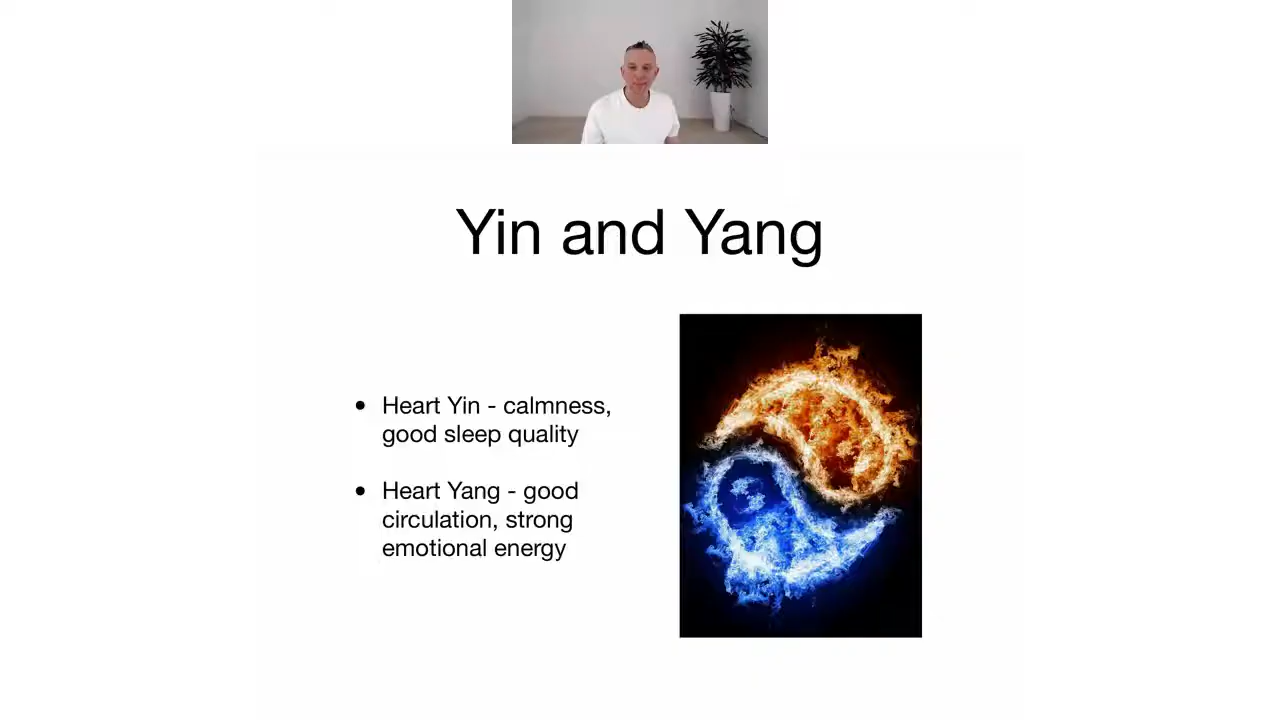 Yin and Yang
• Heart Yin - calmness,
good sleep quality
• Heart Yang - good
circulation, strong
emotional energy